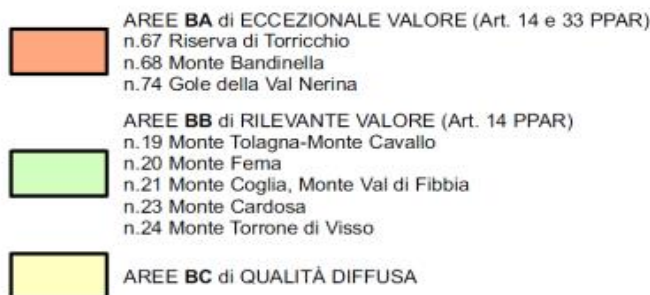 AREE BA di ECCEZIONALE VALORE (Art. 14 e 33 PPAR)
n.67 Riserva di Torricchio
n.68 Monte Bandinella
n.74 Gole della Val Nerina
AREE BB di RILEVANTE VALORE (Art. 14 PPAR)
n.19 Monte Tolagna-Monte Cavallo
n.20 Monte Fema
n.21 Monte Coglia, Monte Val di Fibbia
n.23 Monte Cardosa
n.24 Monte Torrone di Visso
AREE BC di QUALITÀ DIFFUSA